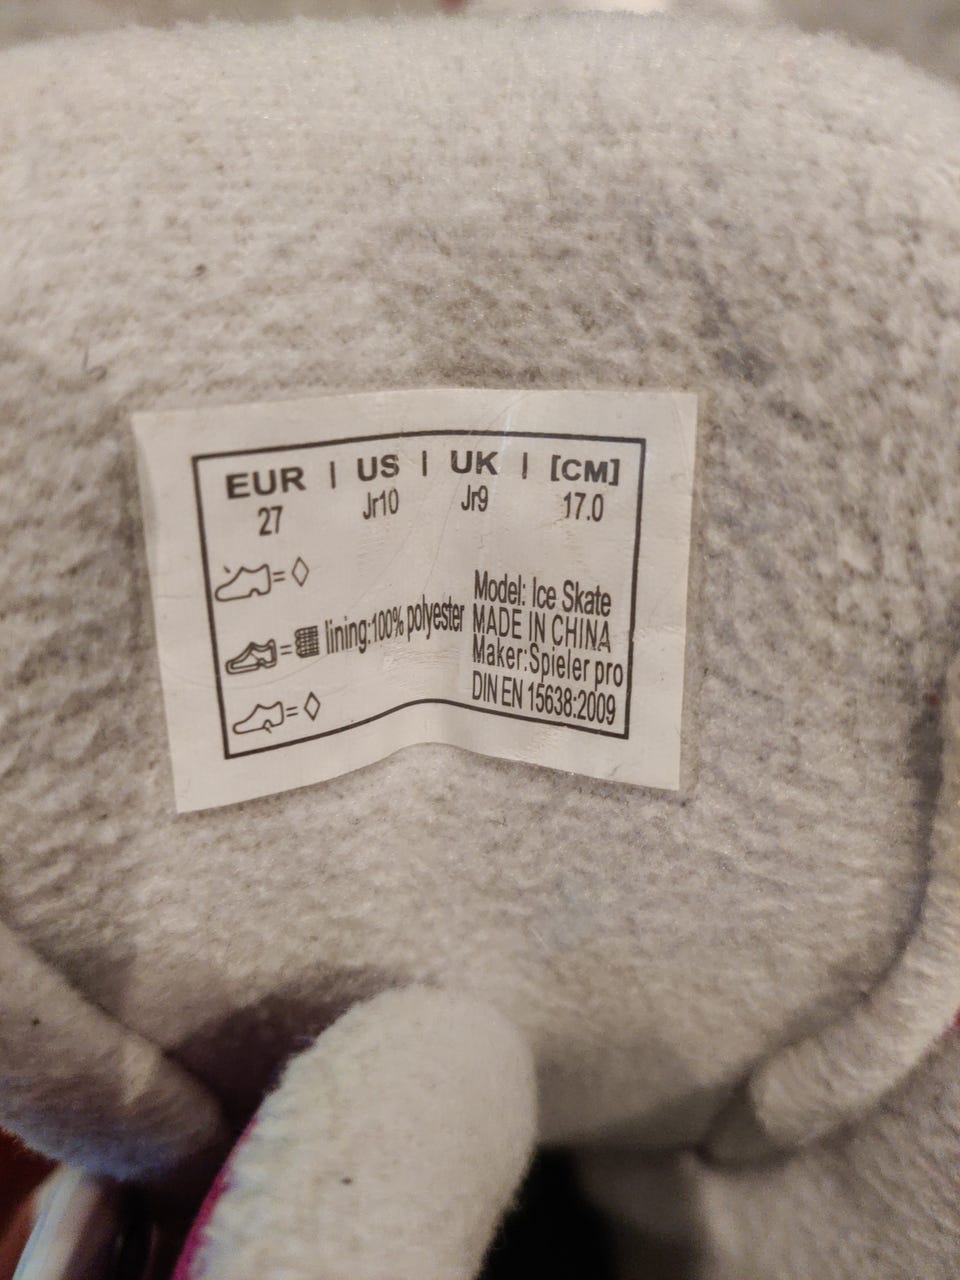 EUR | US | UK | [CM]
27 Jr10 Jr9 17.0
lining:100% polyester
Model: Ice Skate
MADE IN CHINA
Maker:Spieler pro
DIN EN 15638:2009